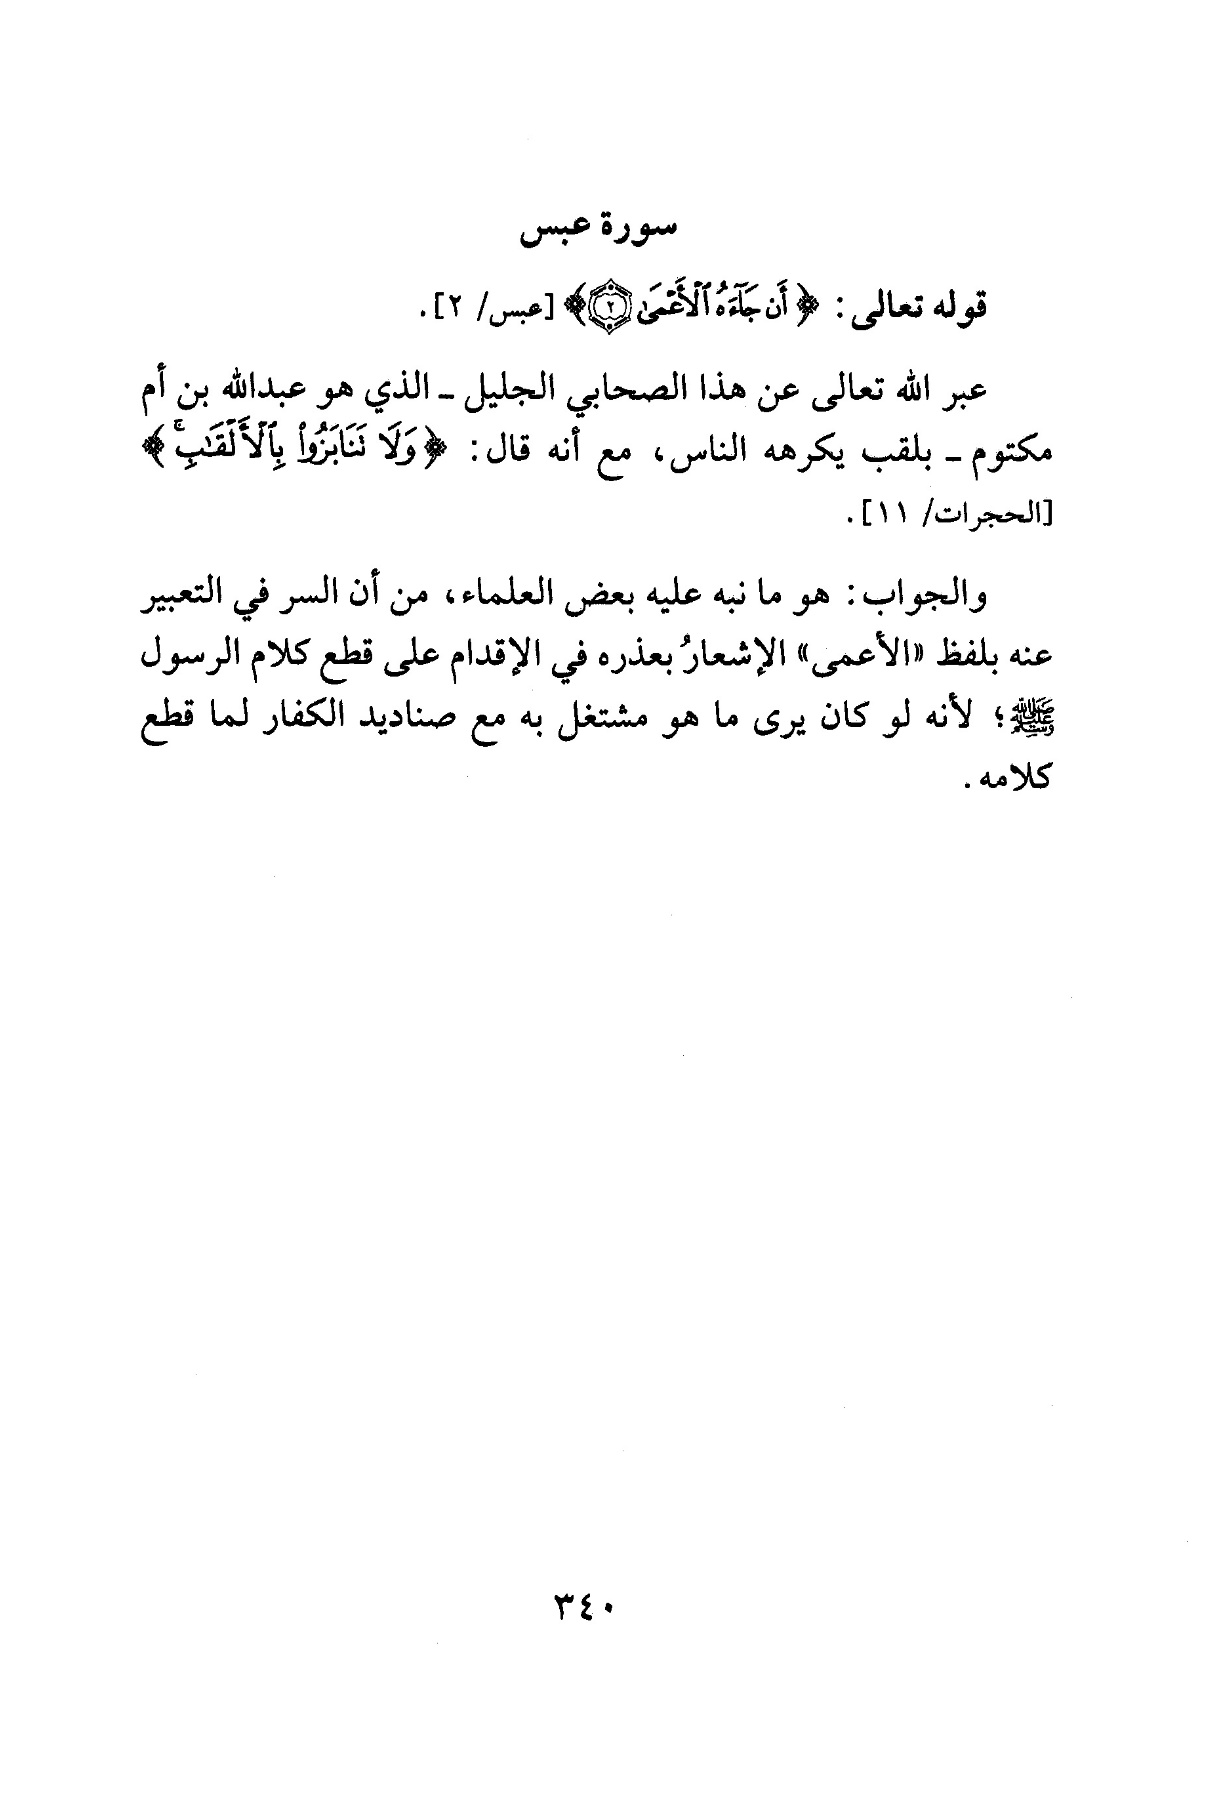 سورة عبس
قوله تعالى: ﴿أَن جَآءَهُ ٱلْأَعْمَىٰ ٢﴾ [عبس/ ٢].
عبر الله تعالى عن هذا الصحابي الجليل ـ الذي هو عبدالله بن أم
مكتوم ـ بلقب يكرهه الناس، مع أنه قال: ﴿وَلَا تَنَابَزُوا۟ بِٱلْأَلْقَـٰبِ ۖ﴾
[الحجرات/ ١١].
والجواب: هو ما نبه عليه بعض العلماء، من أن السر في التعبير
عنه بلفظ «الأعمى» الإشعارُ بعذره في الإقدام على قطع كلام الرسول
ﷺ؛ لأنه لو كان يرى ما هو مشتغل به مع صناديد الكفار لما قطع
كلامه.
٣٤٠